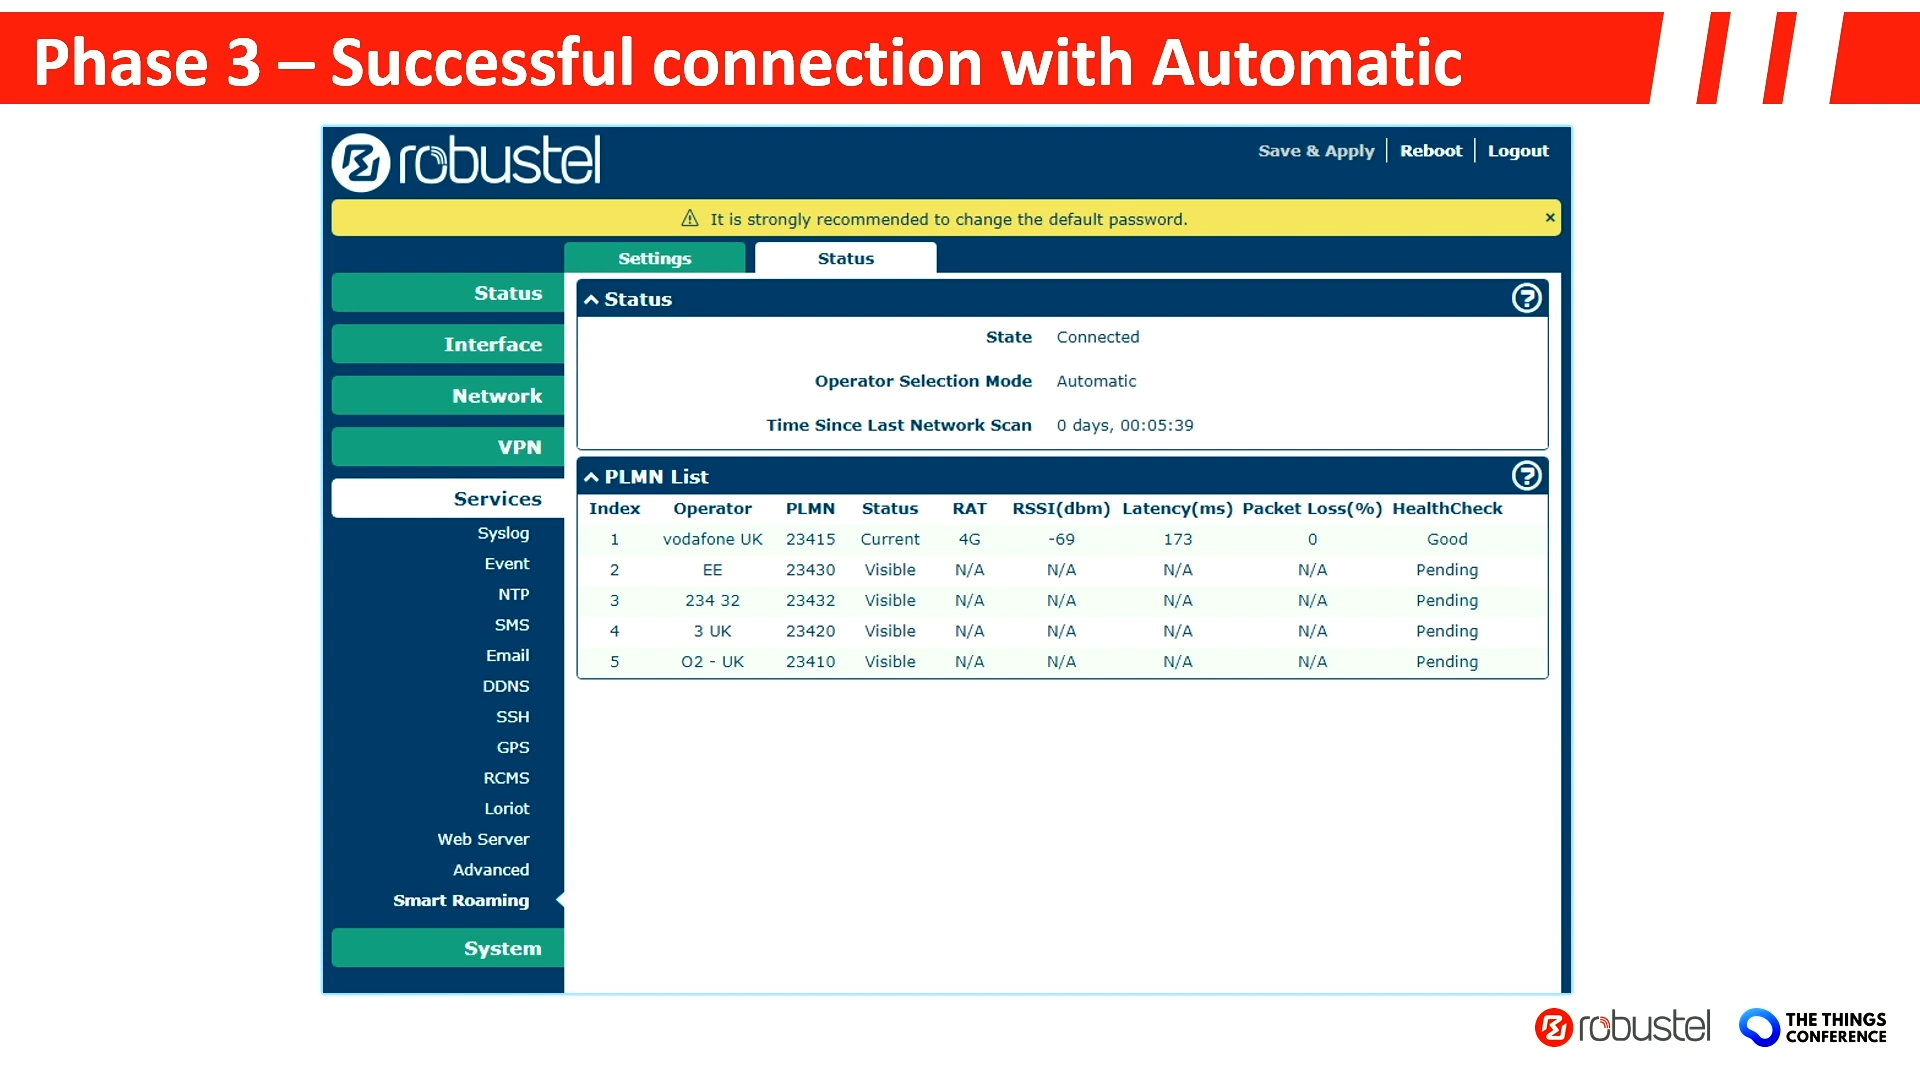 Phase 3 – Successful connection with Automatic
robustel
Save & Apply Reboot Logout
It is strongly recommended to change the default password. ×
Settings Status
Status
Interface
Network
VPN
Services
Syslog
Event
NTP
SMS
Email
DDNS
SSH
GPS
RCMS
Loriot
Web Server
Advanced
Smart Roaming
System
Status ?
State Connected
Operator Selection Mode Automatic
Time Since Last Network Scan 0 days, 00:05:39
PLMN List ?
Index Operator PLMN Status RAT RSSI(dbm) Latency(ms) Packet Loss(%) HealthCheck
1 vodafone UK 23415 Current 4G -69 173 0 Good
2 EE 23430 Visible N/A N/A N/A N/A Pending
3 234 32 23432 Visible N/A N/A N/A N/A Pending
4 3 UK 23420 Visible N/A N/A N/A N/A Pending
5 O2 - UK 23410 Visible N/A N/A N/A N/A Pending
robustel
THE THINGS
CONFERENCE